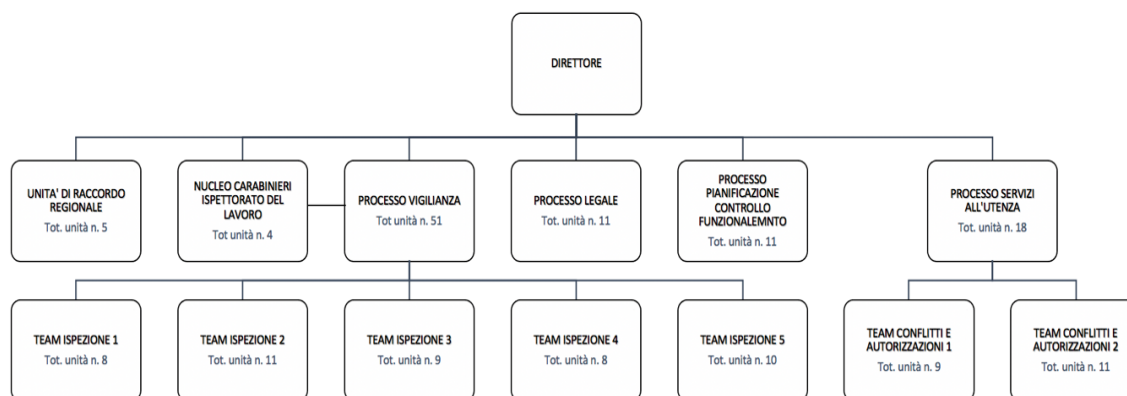 DIRETTORE
UNITA' DI RACCORDO
REGIONALE
Tot. unità n. 5
NUCLEO CARABINIERI
ISPETTORATO DEL
LAVORO
Tot unità n. 4
PROCESSO VIGILIANZA
Tot unità n. 51
PROCESSO LEGALE
Tot. unità n. 11
PROCESSO
PIANIFICAZIONE
CONTROLLO
FUNZIONALEMNTO
Tot. unità n. 11
PROCESSO SERVIZI
ALL'UTENZA
Tot. unità n. 18
TEAM ISPEZIONE 1
Tot. unità n. 8
TEAM ISPEZIONE 2
Tot. unità n. 11
TEAM ISPEZIONE 3
Tot. unità n. 9
TEAM ISPEZIONE 4
Tot. unità n. 8
TEAM ISPEZIONE 5
Tot. unità n. 10
TEAM CONFLITTI E
AUTORIZZAZIONI 1
Tot. unità n. 9
TEAM CONFLITTI E
AUTORIZZAZIONI 2
Tot. unità n. 11